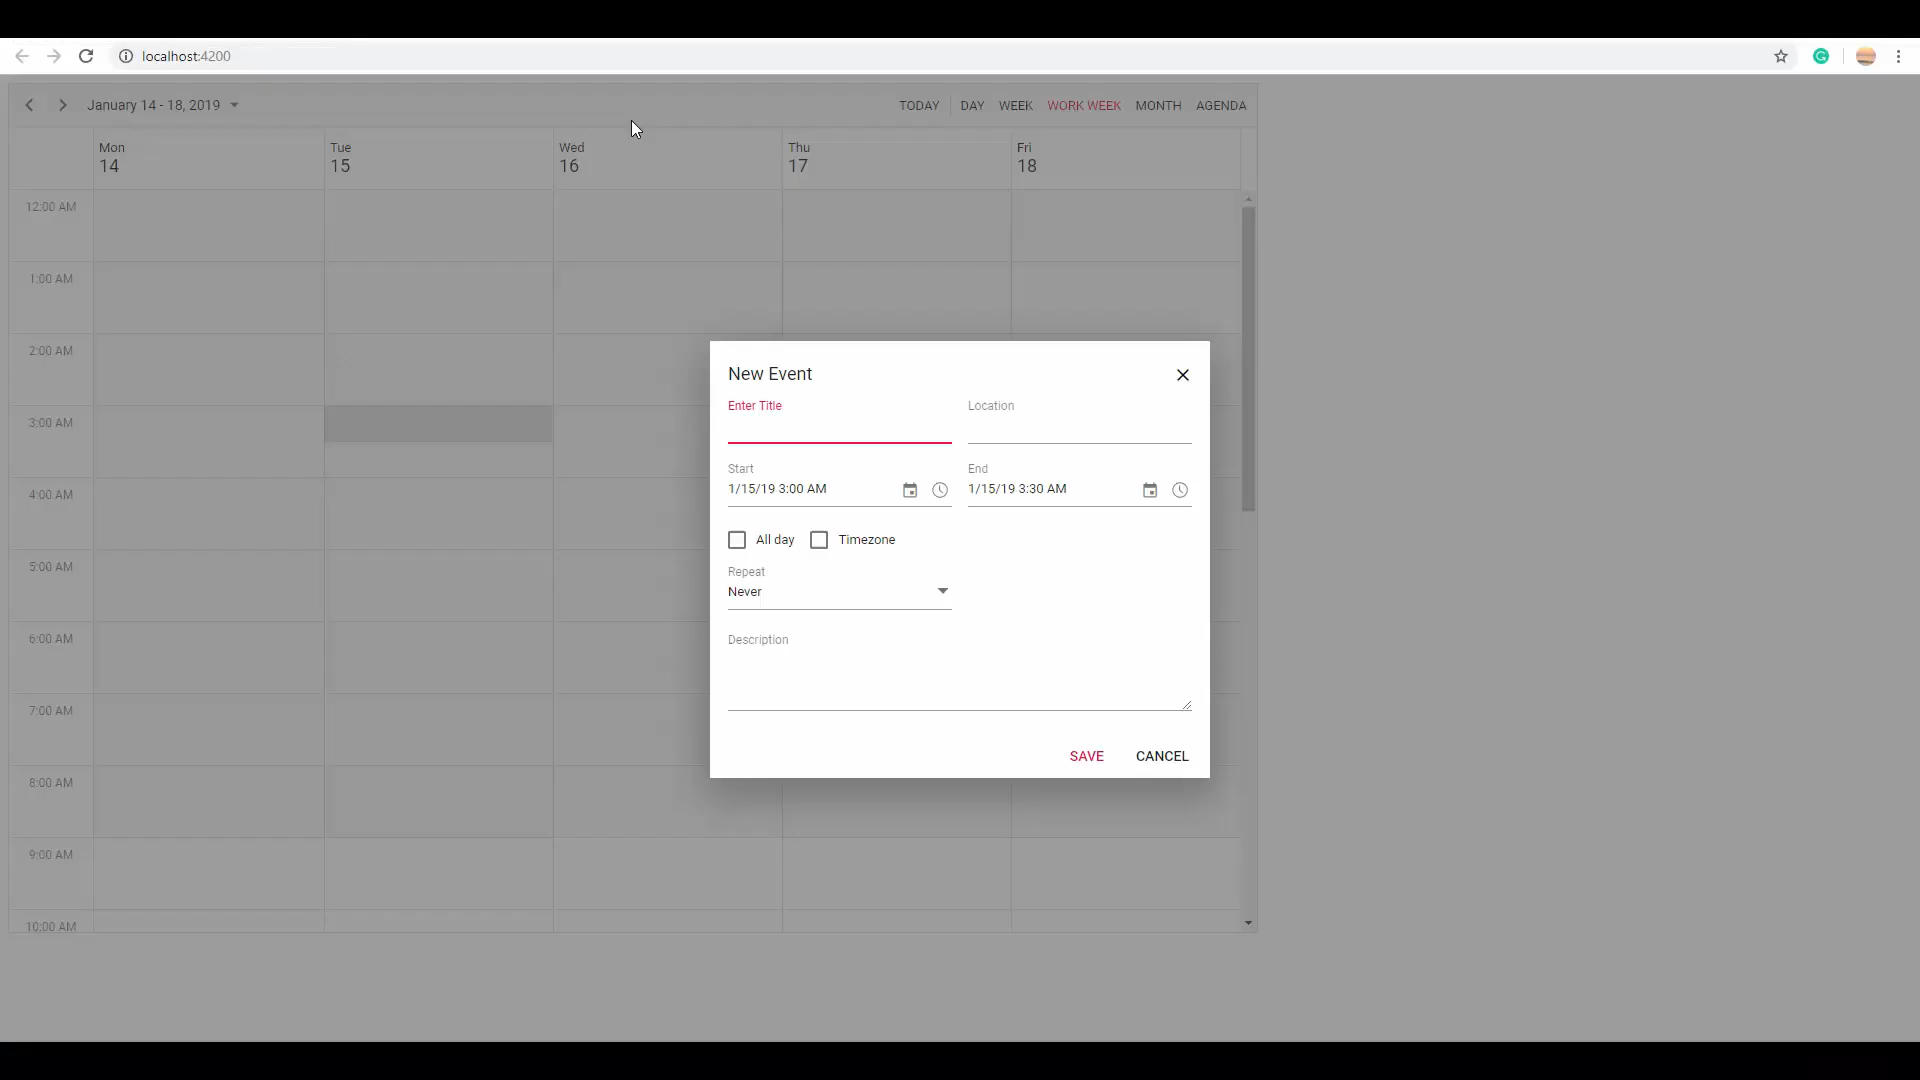 localhost:4200
January 14 - 18, 2019
TODAY DAY WEEK WORK WEEK MONTH AGENDA
Mon Tue Wed Thu Fri
14 15 16 17 18
12:00 AM
1:00 AM
2:00 AM
3:00 AM
4:00 AM
5:00 AM
6:00 AM
7:00 AM
8:00 AM
9:00 AM
10:00 AM
New Event
Enter Title Location
Start End
1/15/19 3:00 AM 1/15/19 3:30 AM
All day Timezone
Repeat
Never
Description
SAVE CANCEL